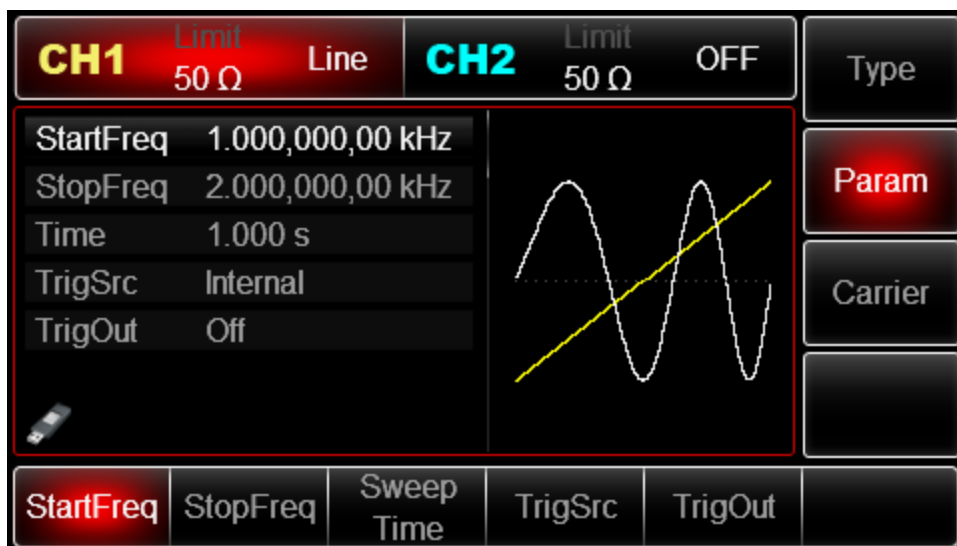 CH1 Limit 50 Ω Line CH2 Limit 50 Ω OFF
Type
StartFreq 1.000,000,00 kHz
StopFreq 2.000,000,00 kHz
Time 1.000 s
TrigSrc Internal
TrigOut Off
Param
Carrier
StartFreq StopFreq Sweep Time TrigSrc TrigOut